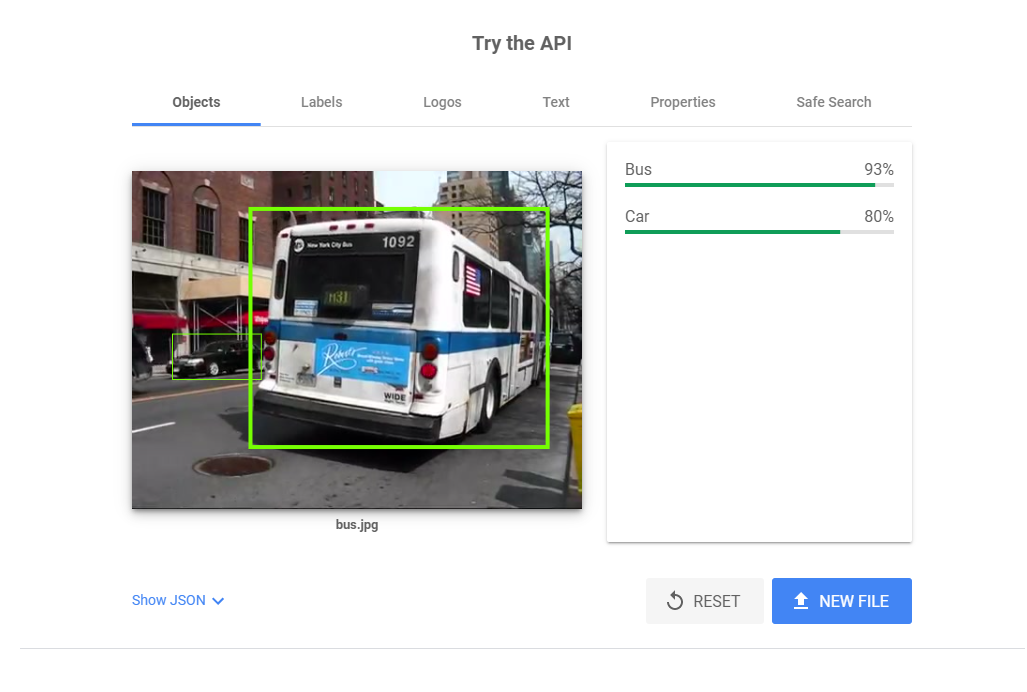 Try the API
Objects Labels Logos Text Properties Safe Search
Bus 93%
Car 80%
New York City Bus 1092
M31
Roberts
WIDE
bus.jpg
Show JSON
RESET
NEW FILE